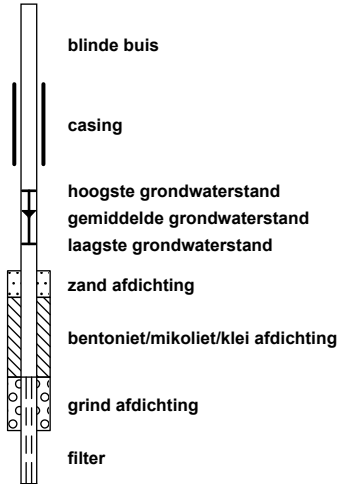 blinde buis
casing
hoogste grondwaterstand
gemiddelde grondwaterstand
laagste grondwaterstand
zand afdichting
bentoniet/mikoliet/klei afdichting
grind afdichting
filter